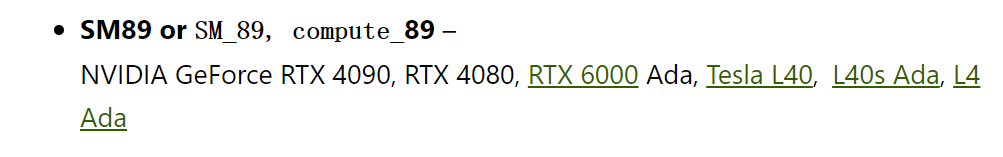 • SM89 or SM_89, compute_89 –
NVIDIA GeForce RTX 4090, RTX 4080, RTX 6000 Ada, Tesla L40, L40s Ada, L4
Ada